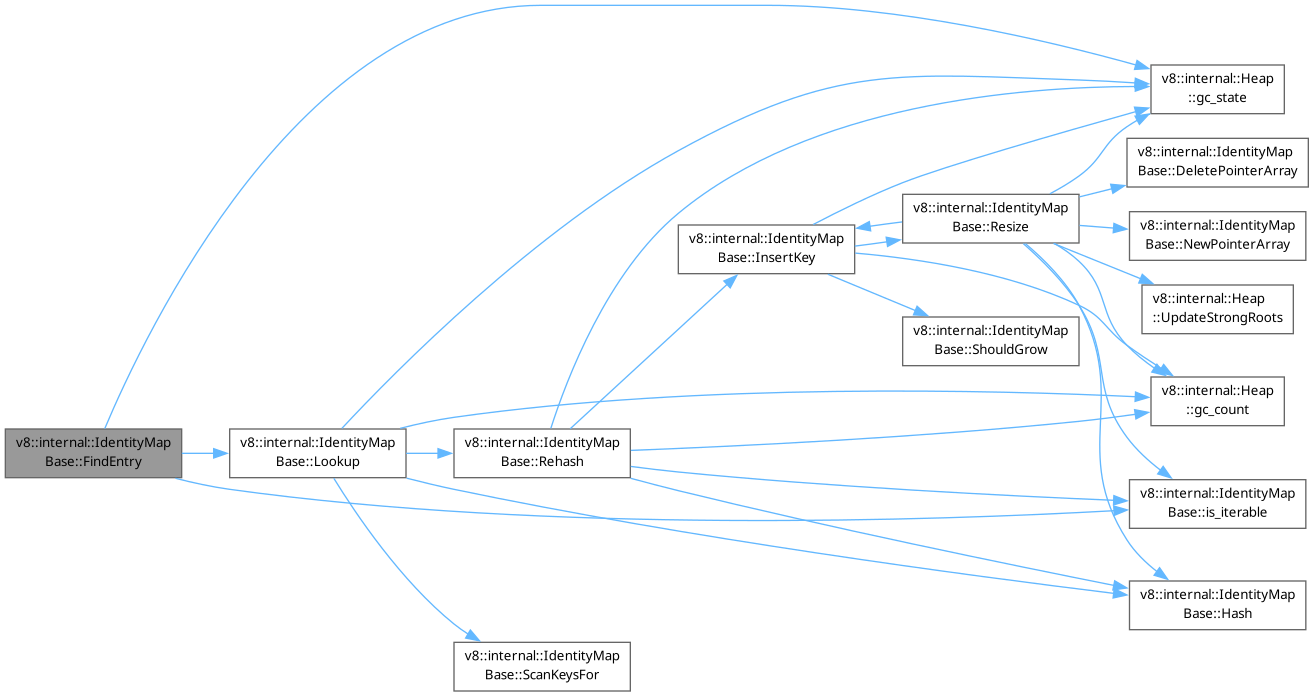 v8::internal::IdentityMap
Base::FindEntry
v8::internal::IdentityMap
Base::Lookup
v8::internal::IdentityMap
Base::Rehash
v8::internal::IdentityMap
Base::ScanKeysFor
v8::internal::IdentityMap
Base::InsertKey
v8::internal::IdentityMap
Base::Resize
v8::internal::IdentityMap
Base::ShouldGrow
v8::internal::Heap
::gc_state
v8::internal::IdentityMap
Base::DeletePointerArray
v8::internal::IdentityMap
Base::NewPointerArray
v8::internal::Heap
::UpdateStrongRoots
v8::internal::Heap
::gc_count
v8::internal::IdentityMap
Base::is_iterable
v8::internal::IdentityMap
Base::Hash